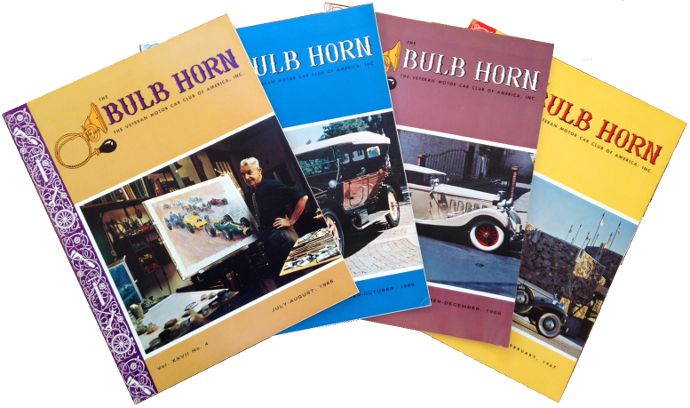 THE
BULB HORN
THE VETERAN MOTOR CAR CLUB OF AMERICA, INC.
JULY/AUGUST, 1966
Vol. XXVII No. 4
BULB HORN
VETERAN MOTOR CAR CLUB OF AMERICA, INC.
OCTOBER, 1966
THE
BULB HORN
THE VETERAN MOTOR CAR CLUB OF AMERICA, INC.
DECEMBER, 1966
BULB HORN
VETERAN MOTOR CAR CLUB OF AMERICA, INC.
FEBRUARY, 1967